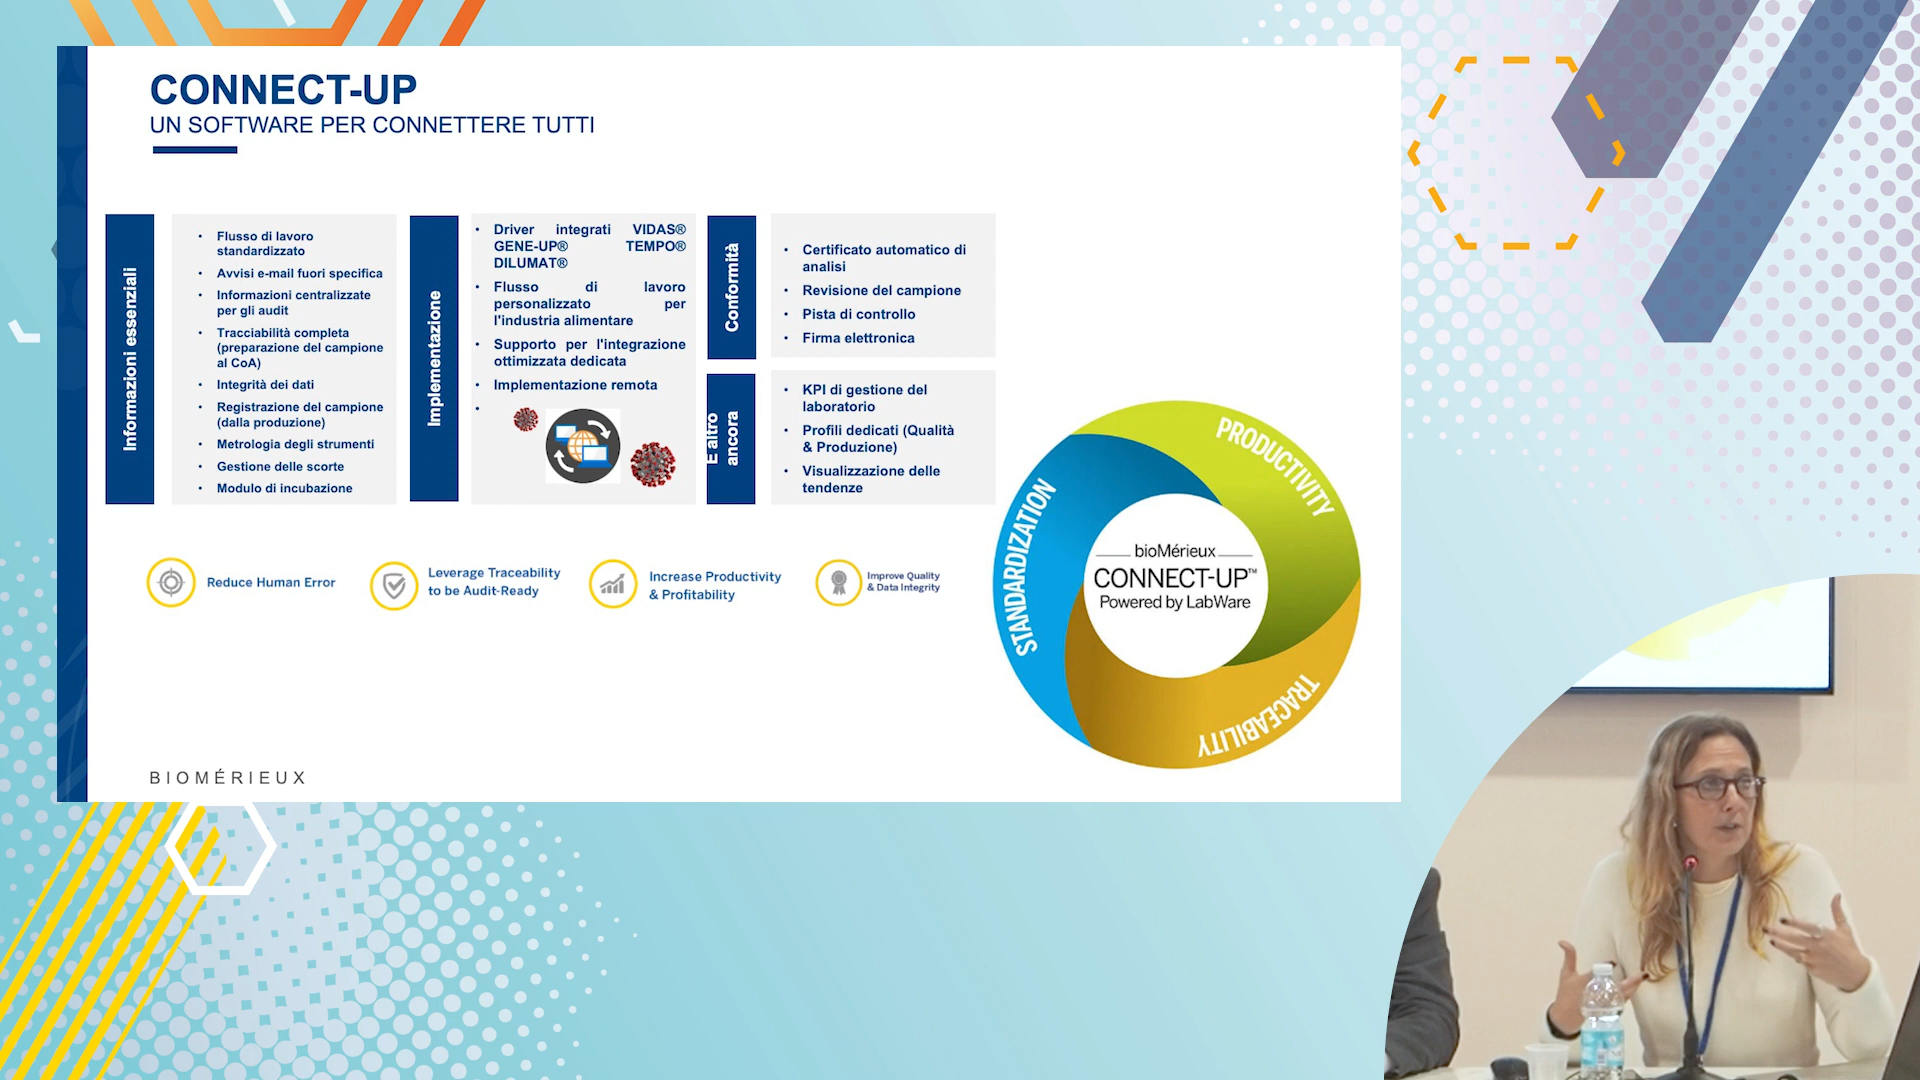 CONNECT-UP
UN SOFTWARE PER CONNETTERE TUTTI
Informazioni essenziali
• Flusso di lavoro
standardizzato
• Avvisi e-mail fuori specifica
• Informazioni centralizzate
per gli audit
• Tracciabilità completa
(preparazione del campione
al CoA)
• Integrità dei dati
• Registrazione del campione
(dalla produzione)
• Metrologia degli strumenti
• Gestione delle scorte
• Modulo di incubazione
Implementazione
• Driver integrati VIDAS®
GENE-UP® TEMPO®
DILUMAT®
• Flusso di lavoro
personalizzato per
l'industria alimentare
• Supporto per l'integrazione
ottimizzata dedicata
• Implementazione remota
•
Conformità
• Certificato automatico di
analisi
• Revisione del campione
• Pista di controllo
• Firma elettronica
E altro
ancora
• KPI di gestione del
laboratorio
• Profili dedicati (Qualità
& Produzione)
• Visualizzazione delle
tendenze
Reduce Human Error
Leverage Traceability
to be Audit-Ready
Increase Productivity
& Profitability
Improve Quality
& Data Integrity
STANDARDIZATION
PRODUCTIVITY
TRACEABILITY
bioMérieux
CONNECT-UP™
Powered by LabWare
BIOMÉRIEUX